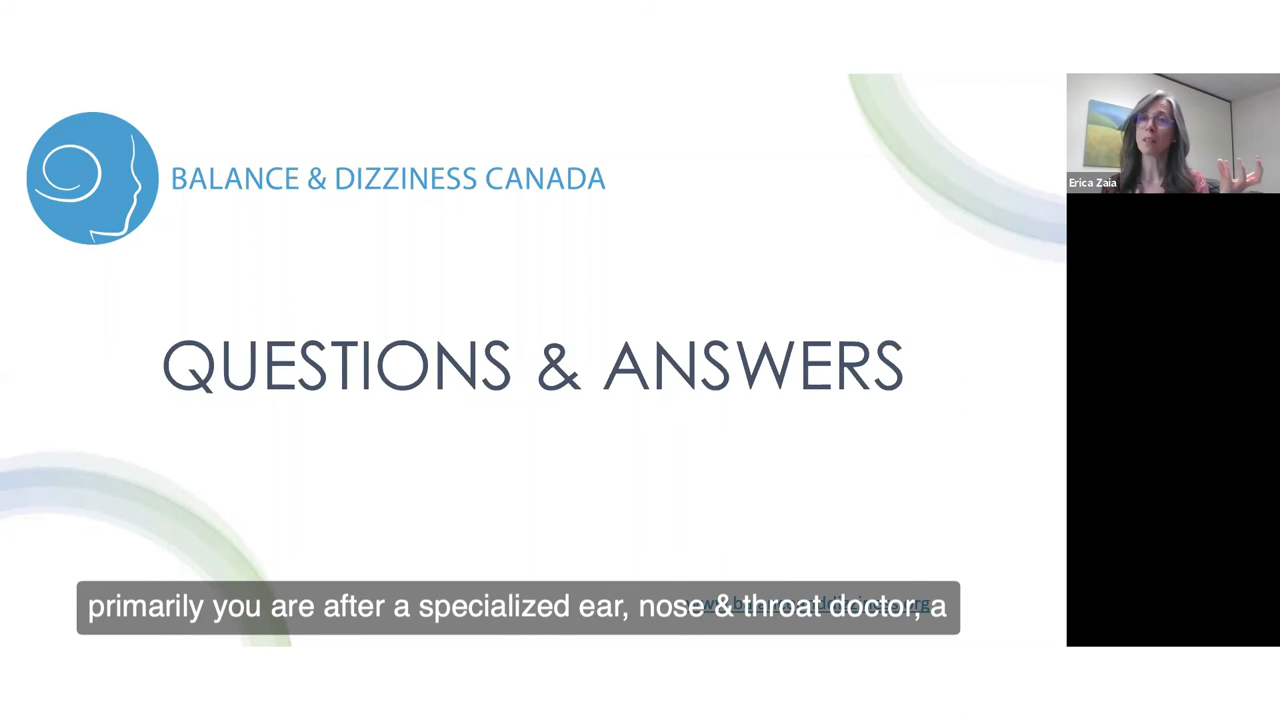 BALANCE & DIZZINESS CANADA
Erica Zaia
QUESTIONS & ANSWERS
primarily you are after a specialized ear, nose & throat doctor, a